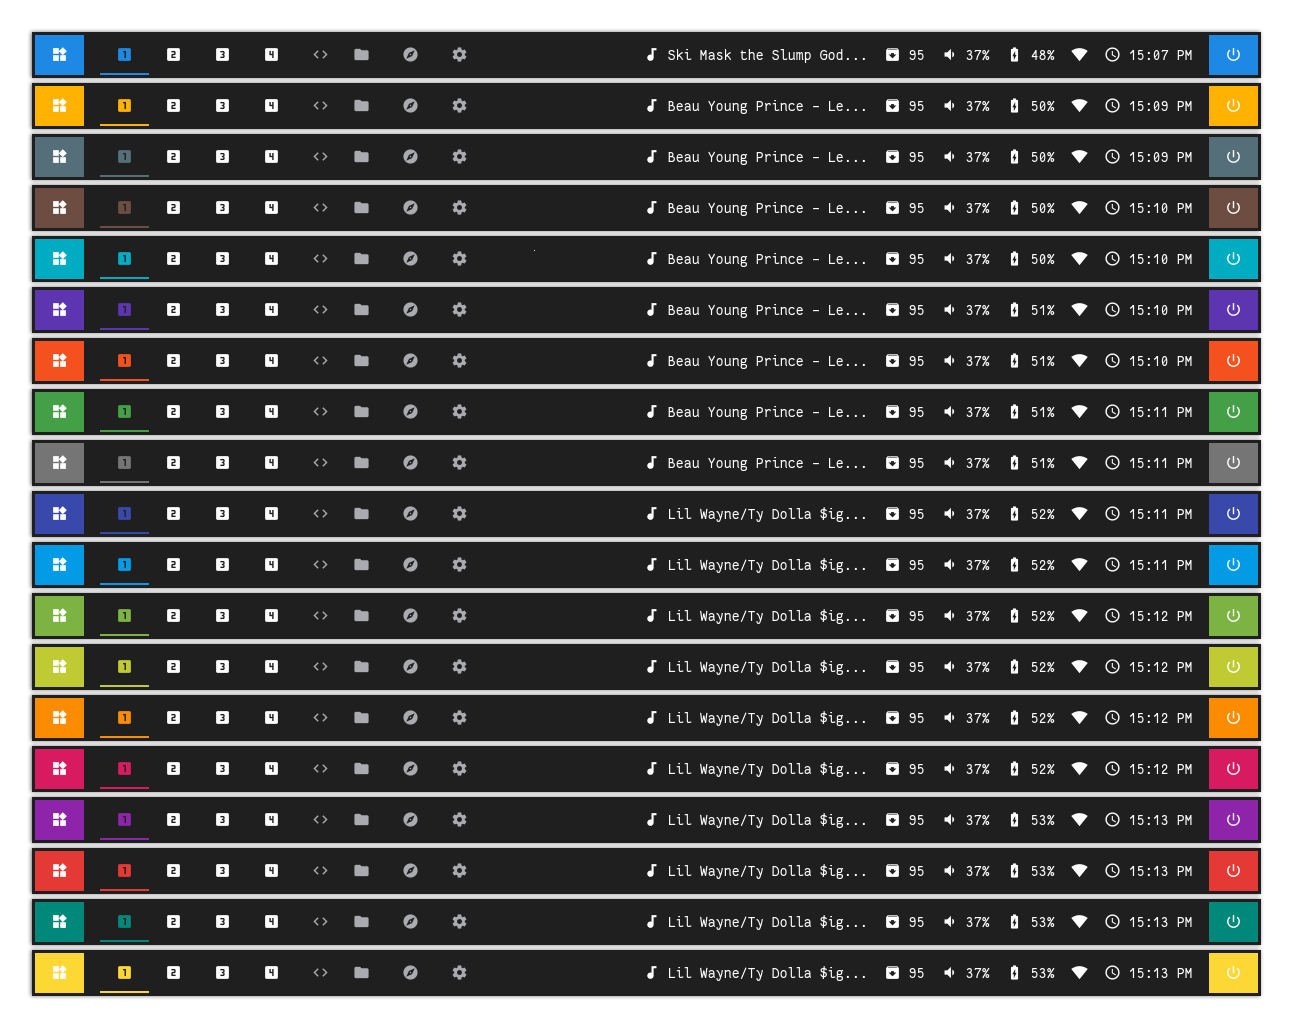 1 2 3 4 Ski Mask the Slump God... 95 37% 48% 15:07 PM
1 2 3 4 Beau Young Prince - Le... 95 37% 50% 15:09 PM
1 2 3 4 Beau Young Prince - Le... 95 37% 50% 15:09 PM
1 2 3 4 Beau Young Prince - Le... 95 37% 50% 15:10 PM
1 2 3 4 Beau Young Prince - Le... 95 37% 50% 15:10 PM
1 2 3 4 Beau Young Prince - Le... 95 37% 51% 15:10 PM
1 2 3 4 Beau Young Prince - Le... 95 37% 51% 15:10 PM
1 2 3 4 Beau Young Prince - Le... 95 37% 51% 15:11 PM
1 2 3 4 Beau Young Prince - Le... 95 37% 51% 15:11 PM
1 2 3 4 Lil Wayne/Ty Dolla $ig... 95 37% 52% 15:11 PM
1 2 3 4 Lil Wayne/Ty Dolla $ig... 95 37% 52% 15:11 PM
1 2 3 4 Lil Wayne/Ty Dolla $ig... 95 37% 52% 15:12 PM
1 2 3 4 Lil Wayne/Ty Dolla $ig... 95 37% 52% 15:12 PM
1 2 3 4 Lil Wayne/Ty Dolla $ig... 95 37% 52% 15:12 PM
1 2 3 4 Lil Wayne/Ty Dolla $ig... 95 37% 52% 15:12 PM
1 2 3 4 Lil Wayne/Ty Dolla $ig... 95 37% 53% 15:13 PM
1 2 3 4 Lil Wayne/Ty Dolla $ig... 95 37% 53% 15:13 PM
1 2 3 4 Lil Wayne/Ty Dolla $ig... 95 37% 53% 15:13 PM
1 2 3 4 Lil Wayne/Ty Dolla $ig... 95 37% 53% 15:13 PM